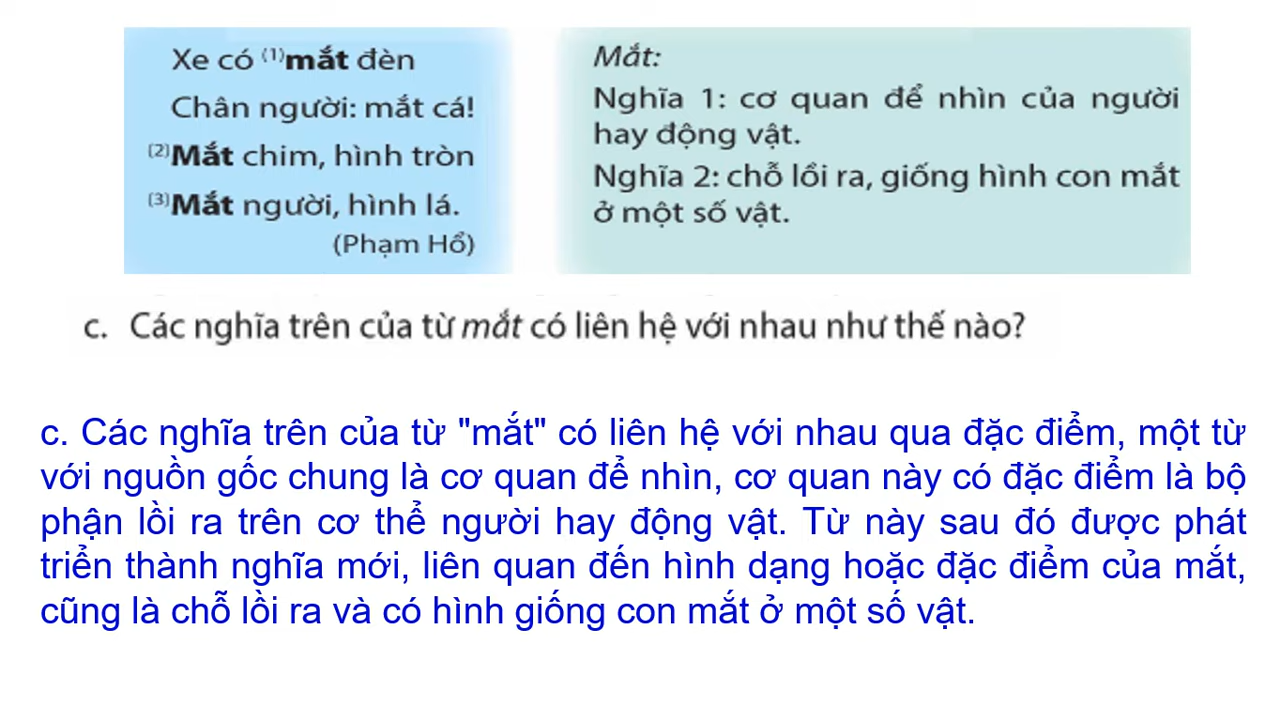 Xe có ⁽¹⁾mắt đèn
Chân người: mắt cá!
⁽²⁾Mắt chim, hình tròn
⁽³⁾Mắt người, hình lá.
(Phạm Hổ)
Mắt:
Nghĩa 1: cơ quan để nhìn của người
hay động vật.
Nghĩa 2: chỗ lồi ra, giống hình con mắt
ở một số vật.
c. Các nghĩa trên của từ mắt có liên hệ với nhau như thế nào?
c. Các nghĩa trên của từ "mắt" có liên hệ với nhau qua đặc điểm, một từ
với nguồn gốc chung là cơ quan để nhìn, cơ quan này có đặc điểm là bộ
phận lồi ra trên cơ thể người hay động vật. Từ này sau đó được phát
triển thành nghĩa mới, liên quan đến hình dạng hoặc đặc điểm của mắt,
cũng là chỗ lồi ra và có hình giống con mắt ở một số vật.